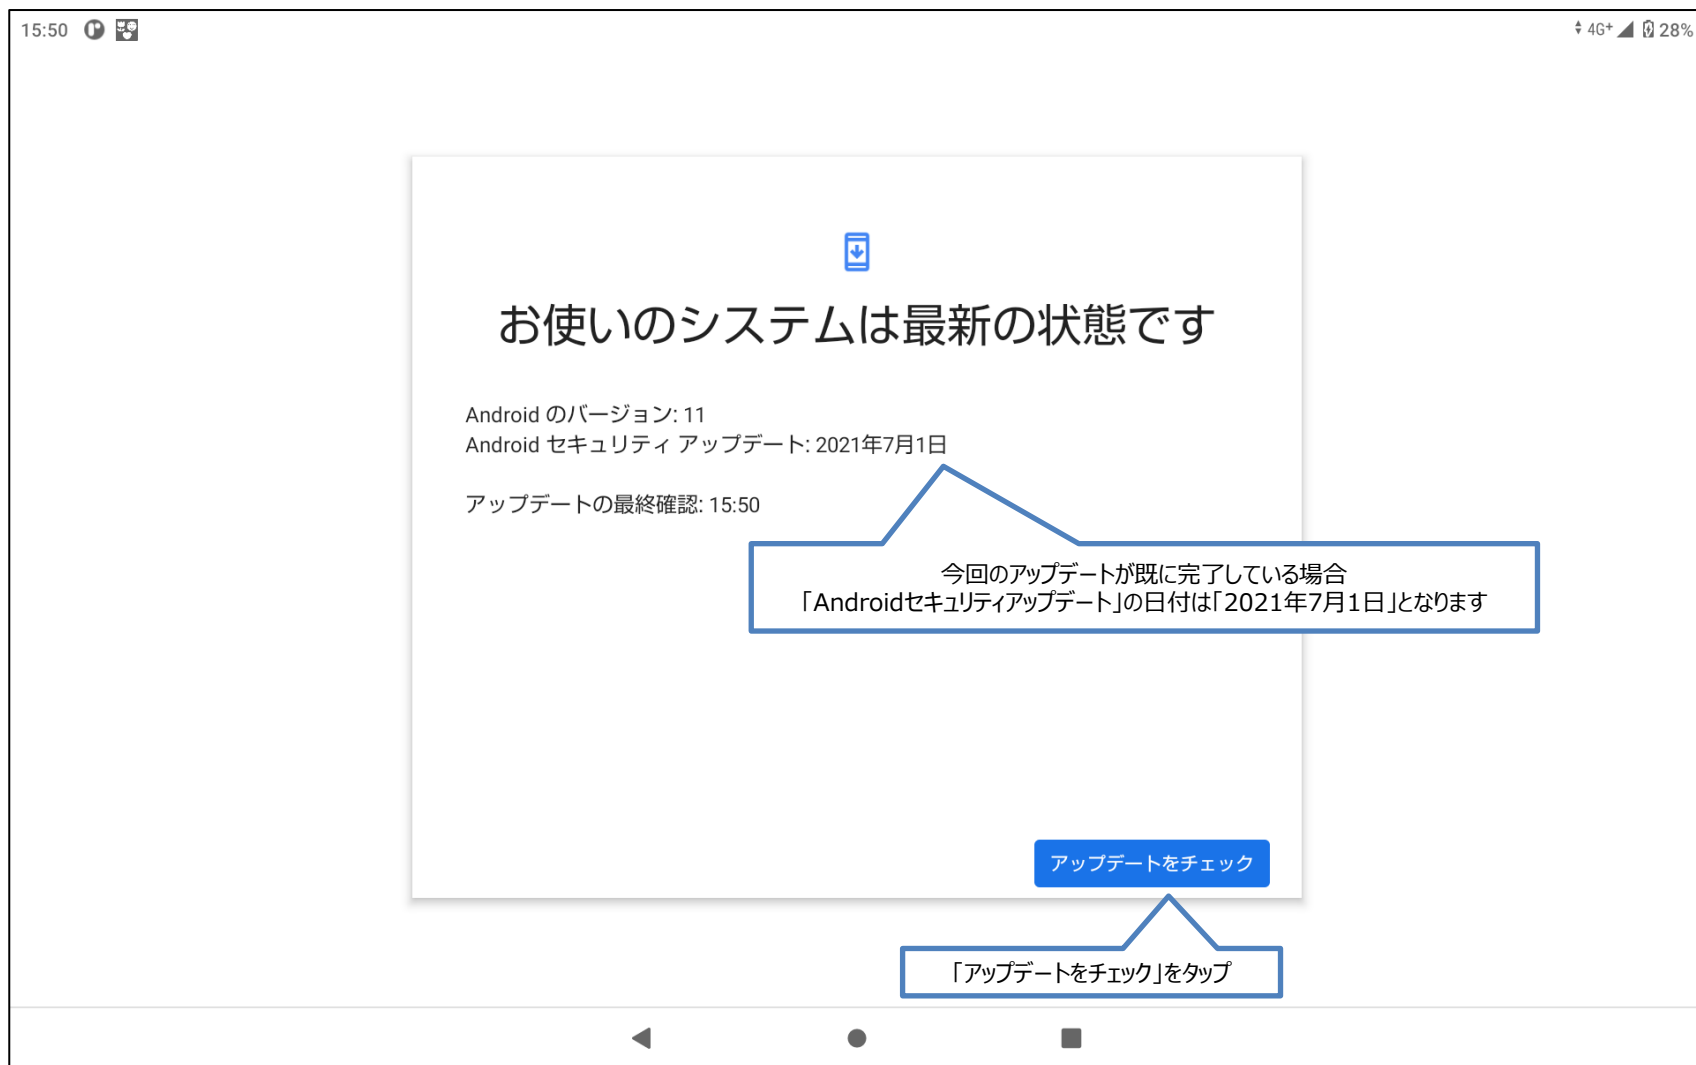 15:50
4G+ 28%
お使いのシステムは最新の状態です
Android のバージョン: 11
Android セキュリティ アップデート: 2021年7月1日
アップデートの最終確認: 15:50
今回のアップデートが既に完了している場合
「Androidセキュリティアップデート」の日付は「2021年7月1日」となります
アップデートをチェック
「アップデートをチェック」をタップ